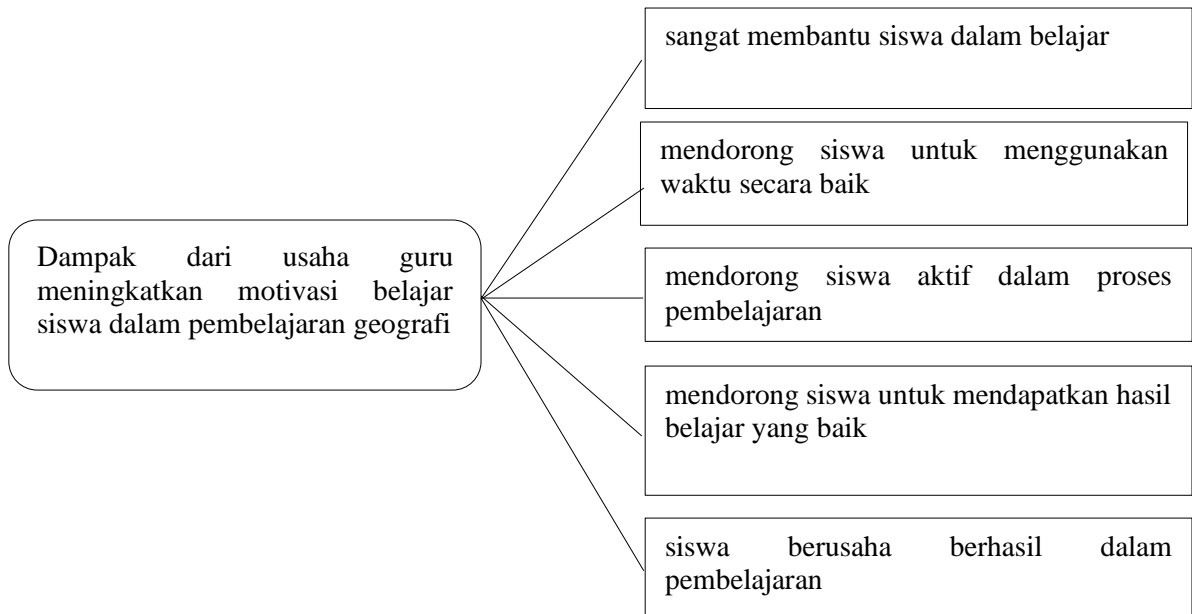 sangat membantu siswa dalam belajar
mendorong siswa untuk menggunakan
waktu secara baik
Dampak dari usaha guru
meningkatkan motivasi belajar
siswa dalam pembelajaran geografi
mendorong siswa aktif dalam proses
pembelajaran
mendorong siswa untuk mendapatkan hasil
belajar yang baik
siswa berusaha berhasil dalam
pembelajaran